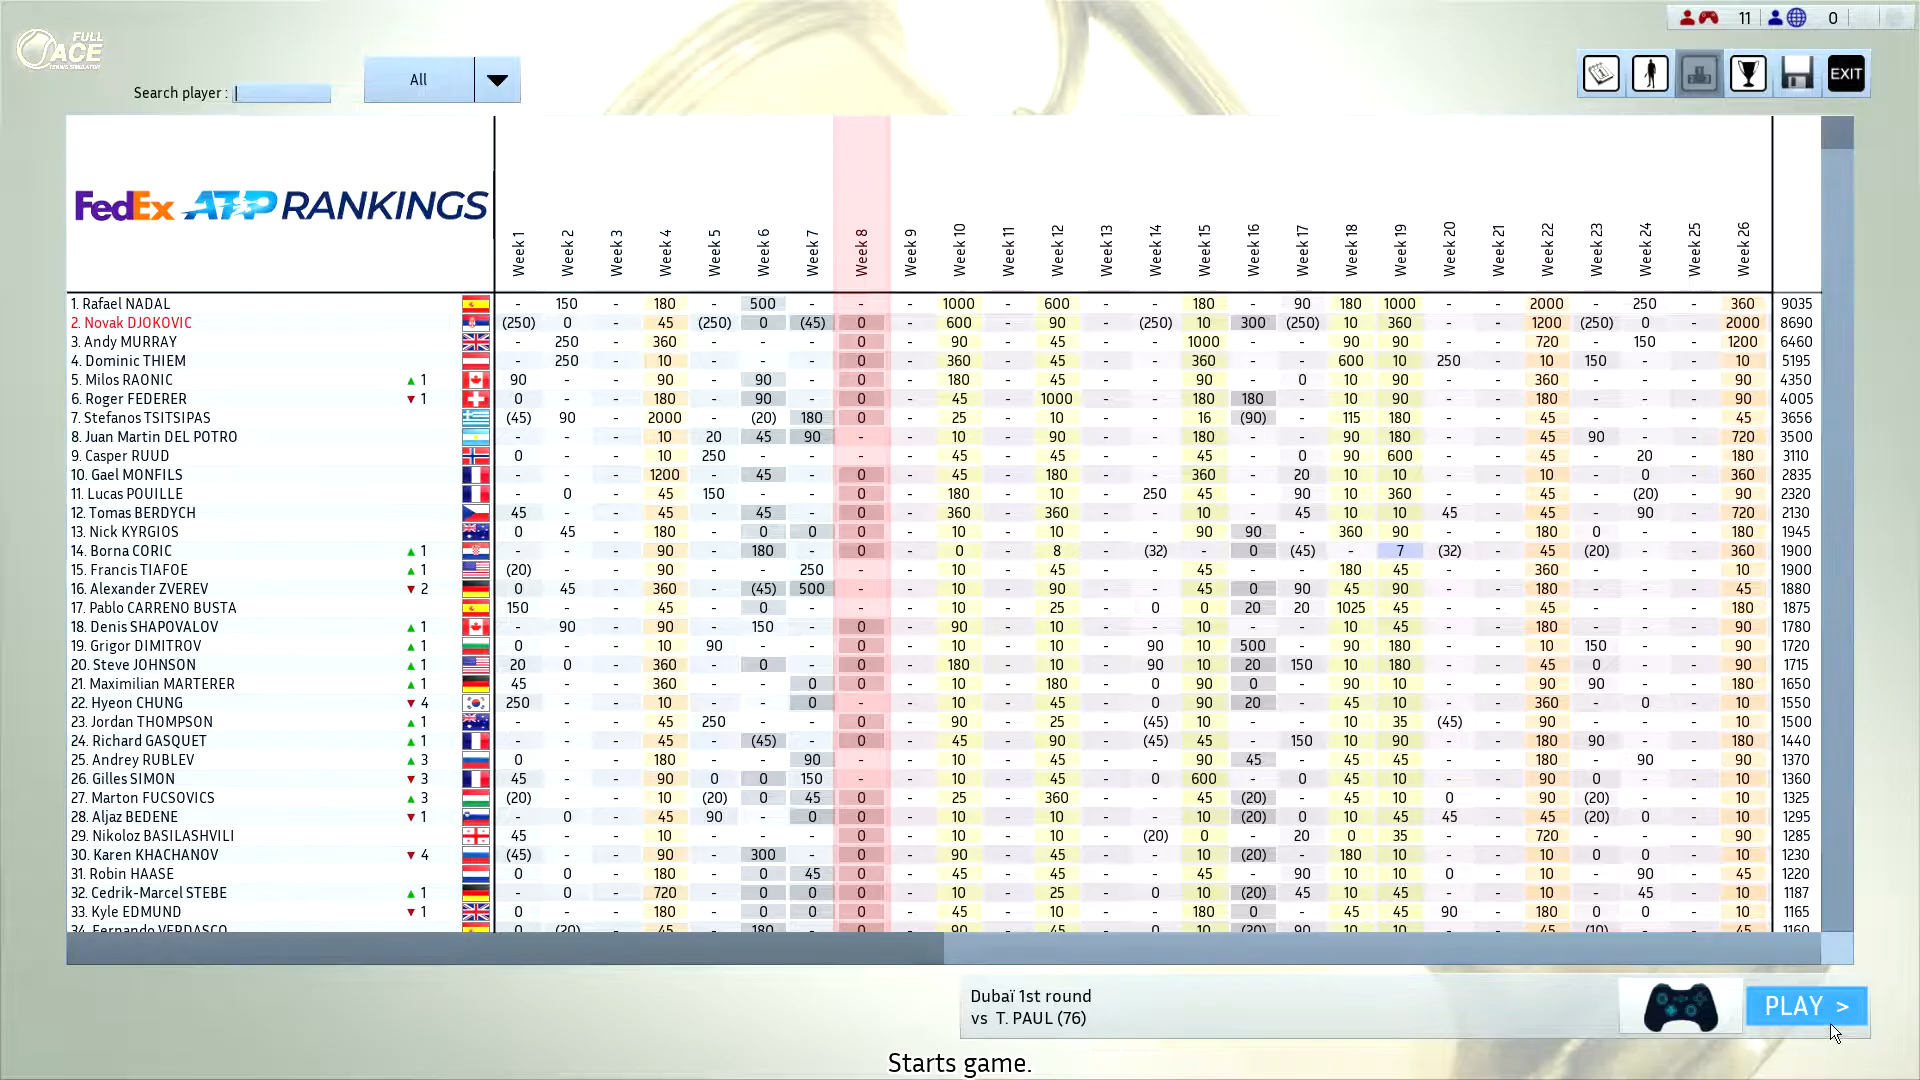 FULL ACE TENNIS SIMULATOR
11 0
Search player : All
EXIT
FedEx ATP RANKINGS
Week 1 Week 2 Week 3 Week 4 Week 5 Week 6 Week 7 Week 8 Week 9 Week 10 Week 11 Week 12 Week 13 Week 14 Week 15 Week 16 Week 17 Week 18 Week 19 Week 20 Week 21 Week 22 Week 23 Week 24 Week 25 Week 26
1. Rafael NADAL - 150 - 180 - 500 - - - 1000 - 600 - - 180 - 90 180 1000 - - 2000 - 250 - 360 9035
2. Novak DJOKOVIC (250) 0 - 45 (250) 0 (45) 0 - 600 - 90 - (250) 10 300 (250) 10 360 - - 1200 (250) 0 - 2000 8690
3. Andy MURRAY - 250 - 360 - - - 0 - 90 - 45 - - 1000 - - 90 90 - - 720 - 150 - 1200 6460
4. Dominic THIEM - 250 - 10 - - - 0 - 360 - 45 - - 360 - - 600 10 250 - 10 150 - - 10 5195
5. Milos RAONIC 1 90 - - 90 - 90 - 0 - 180 - 45 - - 90 - 0 10 90 - - 360 - - - 90 4350
6. Roger FEDERER 1 0 - - 180 - 90 - 0 - 45 - 1000 - - 180 180 - 10 90 - - 180 - - - 90 4005
7. Stefanos TSITSIPAS (45) 90 - 2000 - (20) 180 0 - 25 - 10 - - 16 (90) - 115 180 - - 45 - - - 45 3656
8. Juan Martin DEL POTRO - - - 10 20 45 90 - - 10 - 90 - - 180 - - 90 180 - - 45 90 - - 720 3500
9. Casper RUUD 0 - - 10 250 - - - - 45 - 45 - - 45 - 0 90 600 - - 45 - 20 - 180 3110
10. Gael MONFILS - - - 1200 - 45 - 0 - 45 - 180 - - 360 - 20 10 10 - - 10 - 0 - 360 2835
11. Lucas POUILLE - 0 - 45 150 - - 0 - 180 - 10 - 250 45 - 90 10 360 - - 45 - (20) - 90 2320
12. Tomas BERDYCH 45 - - 45 - 45 - 0 - 360 - 360 - - 10 - 45 10 10 45 - 10 - 90 - 720 2130
13. Nick KYRGIOS 0 45 - 180 - 0 0 - - 10 - 10 - - 90 90 - 360 90 - - 180 0 - - 180 1945
14. Borna CORIC 1 - - - 90 - 180 - 0 - 0 - 8 - (32) - 0 (45) - 7 (32) - 45 (20) - - 360 1900
15. Francis TIAFOE 1 (20) - - 90 - - 250 - - 10 - 45 - - 45 - - 180 45 - - 360 - - - 10 1900
16. Alexander ZVEREV 2 0 45 - 360 - (45) 500 - - 10 - 90 - - 45 0 90 45 90 - - 180 - - - 45 1880
17. Pablo CARRENO BUSTA 150 - - 45 - 0 - - - 10 - 25 - 0 0 20 20 1025 45 - - 45 - - - 180 1875
18. Denis SHAPOVALOV 1 - 90 - 90 - 150 - 0 - 90 - 10 - - 10 - - 10 45 - - 180 - - - 90 1780
19. Grigor DIMITROV 1 0 - - 10 90 - - 0 - 10 - 10 - 90 10 500 - 90 180 - - 10 150 - - 90 1720
20. Steve JOHNSON 1 20 0 - 360 - 0 - 0 - 180 - 10 - 90 10 20 150 10 180 - - 45 0 - - 90 1715
21. Maximilian MARTERER 1 45 - - 360 - - 0 0 - 10 - 180 - 0 90 0 - 90 10 - - 90 90 - - 180 1650
22. Hyeon CHUNG 4 250 - - 10 - - 0 - - 10 - 45 - 0 90 20 - 45 10 - - 360 - 0 - 10 1550
23. Jordan THOMPSON 1 - - - 45 250 - - 0 - 90 - 25 - (45) 10 - - 10 35 (45) - 90 - - - 10 1500
24. Richard GASQUET 1 - - - 45 - (45) - 0 - 45 - 90 - (45) 45 - 150 10 90 - - 180 90 - - 180 1440
25. Andrey RUBLEV 3 0 - - 180 - - 90 - - 10 - 45 - - 90 45 - 45 45 - - 180 - 90 - 90 1370
26. Gilles SIMON 3 45 - - 90 0 0 150 - - 10 - 45 - 0 600 - 0 45 10 - - 90 0 - - 10 1360
27. Marton FUCSOVICS 3 (20) - - 10 (20) 0 45 0 - 25 - 360 - - 45 (20) - 45 10 0 - 90 (20) - - 10 1325
28. Aljaz BEDENE 1 - 0 - 45 90 - 0 0 - 10 - 10 - - 10 (20) 0 10 45 45 - 45 (20) 0 - 10 1295
29. Nikoloz BASILASHVILI 45 - - 10 - - - - - 10 - 10 - (20) 0 - 20 0 35 - - 720 - - - 90 1285
30. Karen KHACHANOV 4 (45) - - 90 - 300 - 0 - 90 - 45 - - 10 (20) - 180 10 - - 10 0 0 - 10 1230
31. Robin HAASE 0 0 - 180 - 0 45 - - 45 - 45 - - 45 - 90 10 10 0 - 10 - 90 - 45 1220
32. Cedrik-Marcel STEBE 1 - 0 - 720 - 0 0 - - 10 - 25 - 0 10 (20) 45 10 45 - - 10 - 45 - 10 1187
33. Kyle EDMUND 1 0 - - 180 - 0 0 - - 45 - 10 - - 180 0 - 45 45 90 - 180 0 0 - 10 1165
34. Fernando VERDASCO 0 (20) - 45 - 180 - 0 - 90 - 45 - 0 10 (20) 90 10 10 - - 45 (10) - - 45 1160
Dubaï 1st round
vs T. PAUL (76)
PLAY >
Starts game.